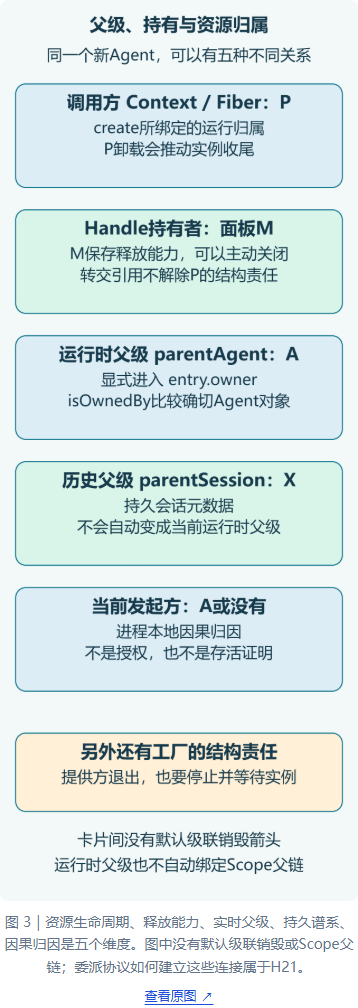 父级、持有与资源归属
同一个新Agent，可以有五种不同关系
调用方 Context / Fiber：P
create所绑定的运行归属
P卸载会推动实例收尾
Handle持有者：面板M
M保存释放能力，可以主动关闭
转交引用不解除P的结构责任
运行时父级 parentAgent：A
显式进入 entry.owner
isOwnedBy比较确切Agent对象
历史父级 parentSession：X
持久会话元数据
不会自动变成当前运行时父级
当前发起方：A或没有
进程本地因果归因
不是授权，也不是存活证明
另外还有工厂的结构责任
提供方退出，也要停止并等待实例
卡片间没有默认级联销毁箭头
运行时父级也不自动绑定Scope父链
图 3｜资源生命周期、释放能力、实时父级、持久谱系、
因果归因是五个维度。图中没有默认级联销毁或Scope父
链；委派协议如何建立这些连接属于H21。
查看原图 ↗